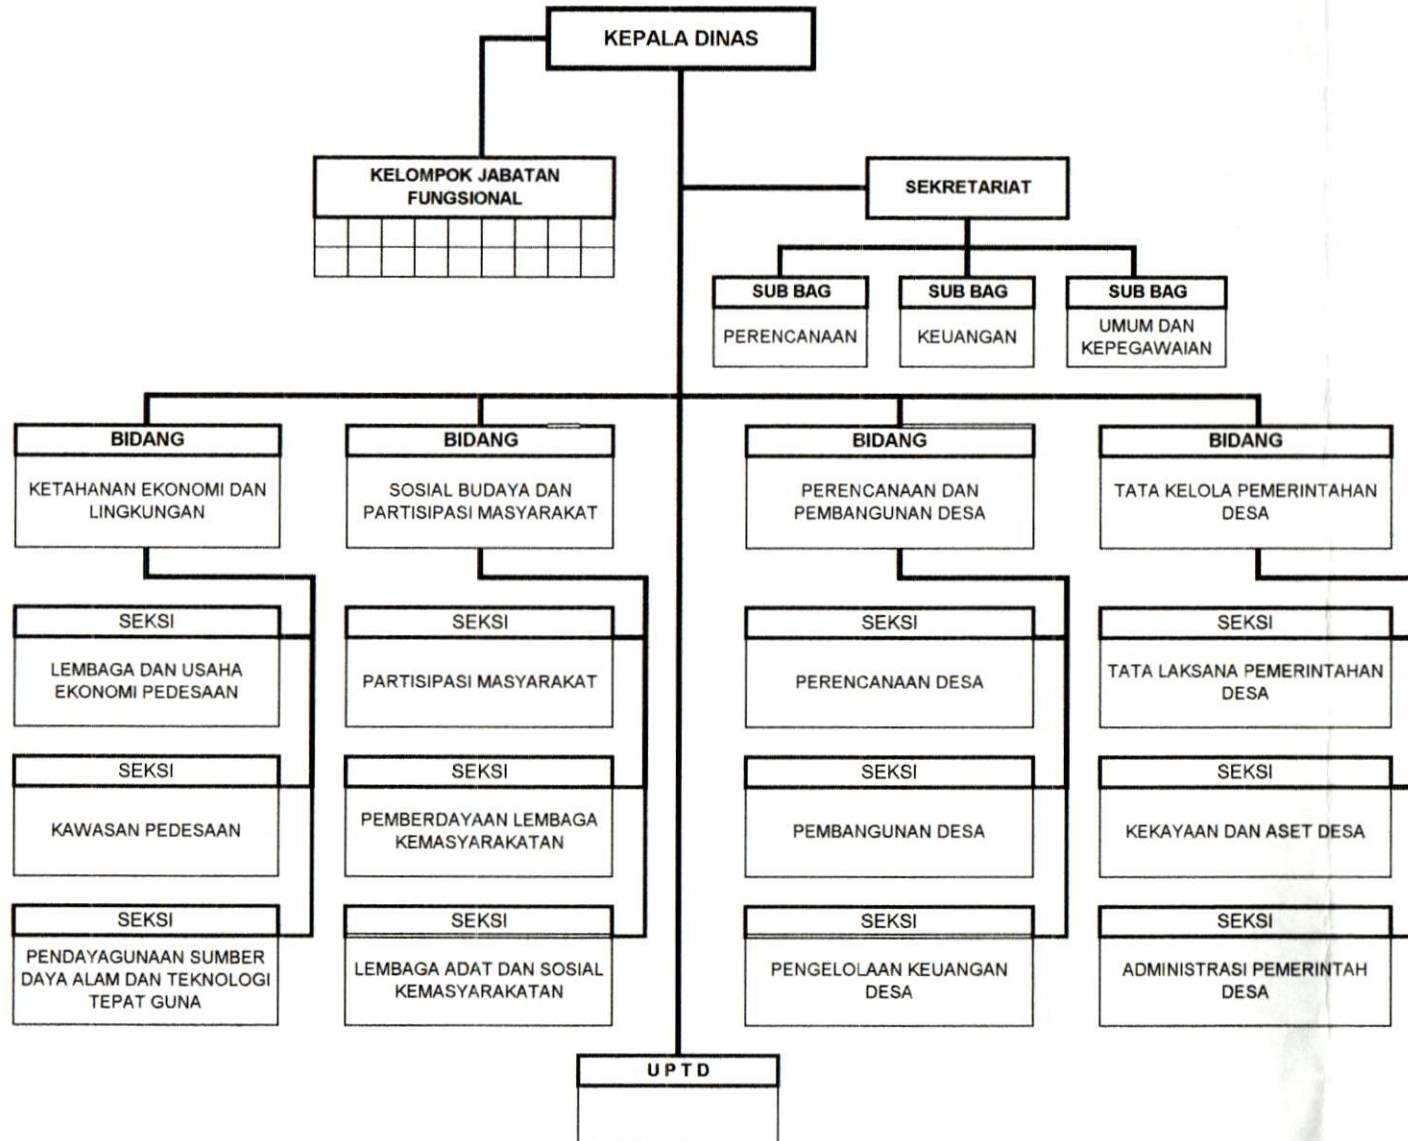 KEPALA DINAS
KELOMPOK JABATAN
FUNGSIONAL
SEKRETARIAT
SUB BAG
PERENCANAAN
SUB BAG
KEUANGAN
SUB BAG
UMUM DAN
KEPEGAWAIAN
BIDANG
KETAHANAN EKONOMI DAN
LINGKUNGAN
BIDANG
SOSIAL BUDAYA DAN
PARTISIPASI MASYARAKAT
BIDANG
PERENCANAAN DAN
PEMBANGUNAN DESA
BIDANG
TATA KELOLA PEMERINTAHAN
DESA
SEKSI
LEMBAGA DAN USAHA
EKONOMI PEDESAAN
SEKSI
PARTISIPASI MASYARAKAT
SEKSI
PERENCANAAN DESA
SEKSI
TATA LAKSANA PEMERINTAHAN
DESA
SEKSI
KAWASAN PEDESAAN
SEKSI
PEMBERDAYAAN LEMBAGA
KEMASYARAKATAN
SEKSI
PEMBANGUNAN DESA
SEKSI
KEKAYAAN DAN ASET DESA
SEKSI
PENDAYAGUNAAN SUMBER
DAYA ALAM DAN TEKNOLOGI
TEPAT GUNA
SEKSI
LEMBAGA ADAT DAN SOSIAL
KEMASYARAKATAN
SEKSI
PENGELOLAAN KEUANGAN
DESA
SEKSI
ADMINISTRASI PEMERINTAH
DESA
U P T D